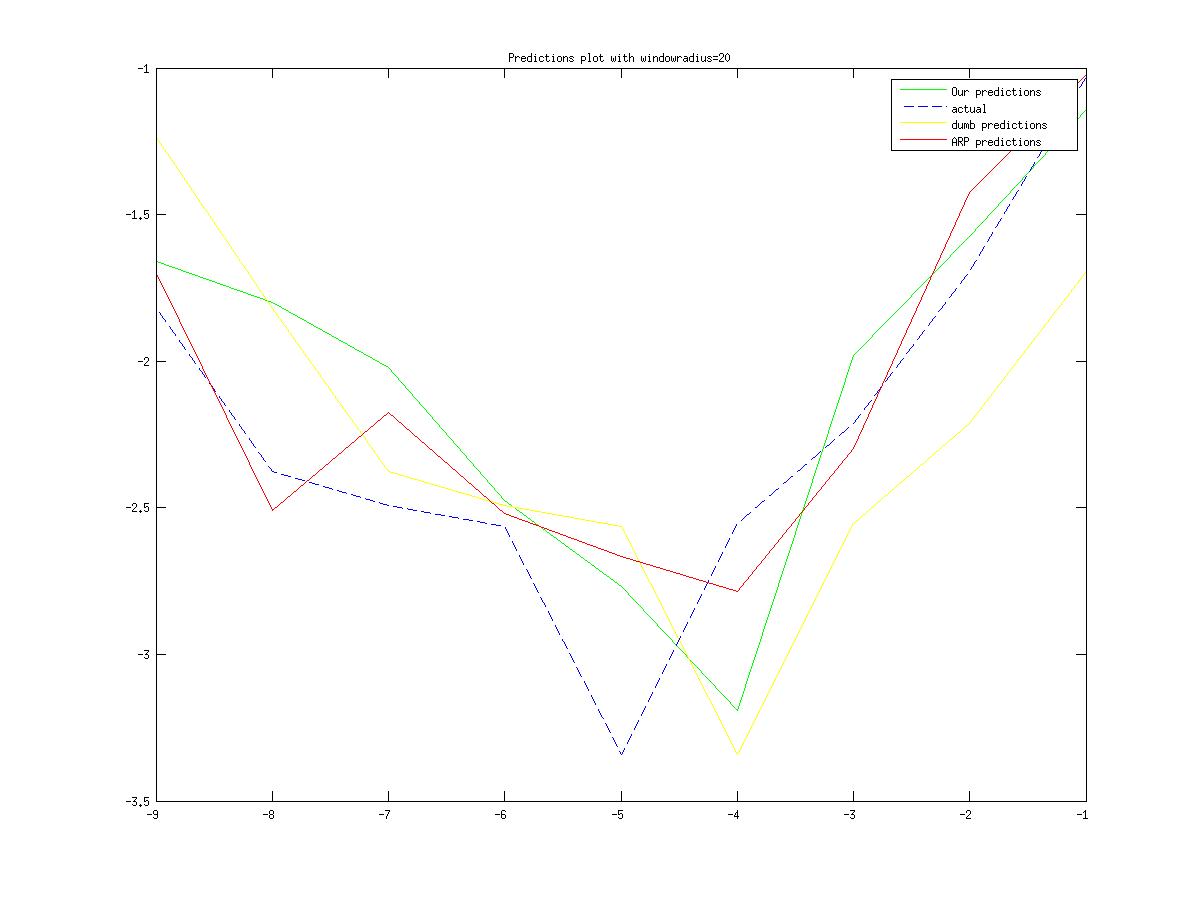 Predictions plot with windowradius=20
-1
Our predictions
actual
dumb predictions
ARP predictions
-1.5
-2
-2.5
-3
-3.5
-9 -8 -7 -6 -5 -4 -3 -2 -1